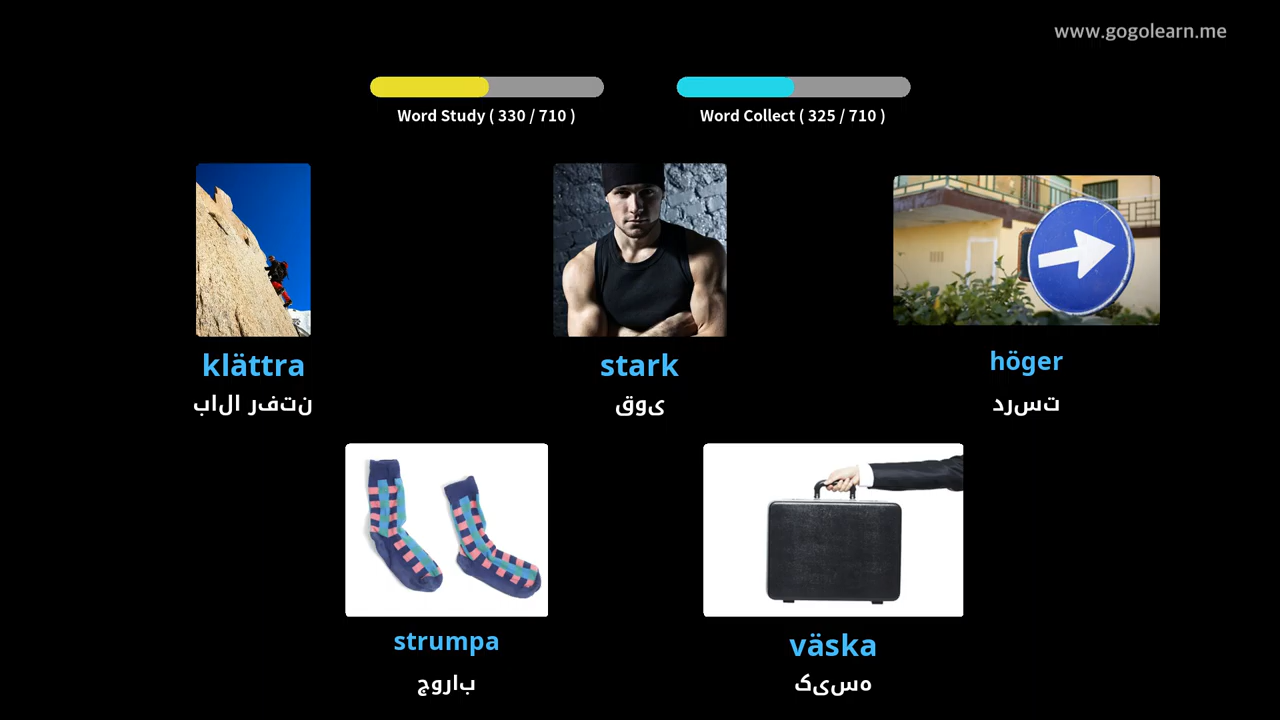 www.gogolearn.me
Word Study ( 330 / 710 )
Word Collect ( 325 / 710 )
klättra
نتفر الاب
stark
یوق
höger
تسرد
strumpa
باروج
väska
هسیک